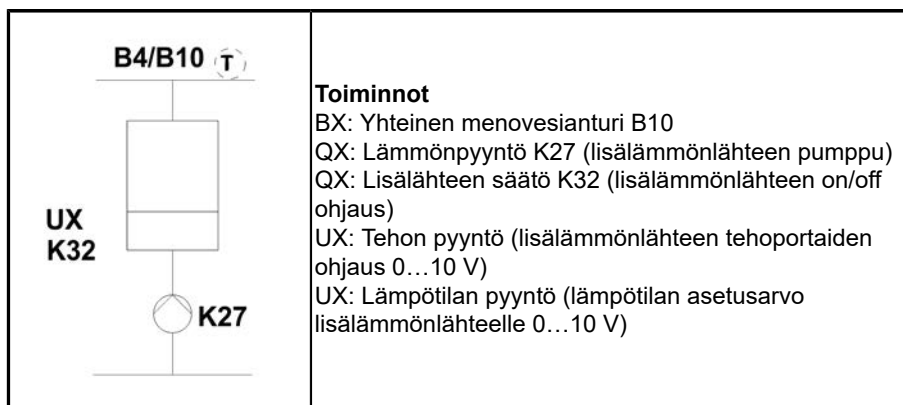 B4/B10 T
UX
K32
K27
Toiminnot
BX: Yhteinen menovesianturi B10
QX: Lämmönpyyntö K27 (lisälämmönlähteen pumppu)
QX: Lisälähteen säätö K32 (lisälämmönlähteen on/off
ohjaus)
UX: Tehon pyyntö (lisälämmönlähteen tehoportaiden
ohjaus 0…10 V)
UX: Lämpötilan pyyntö (lämpötilan asetusarvo
lisälämmönlähteelle 0…10 V)